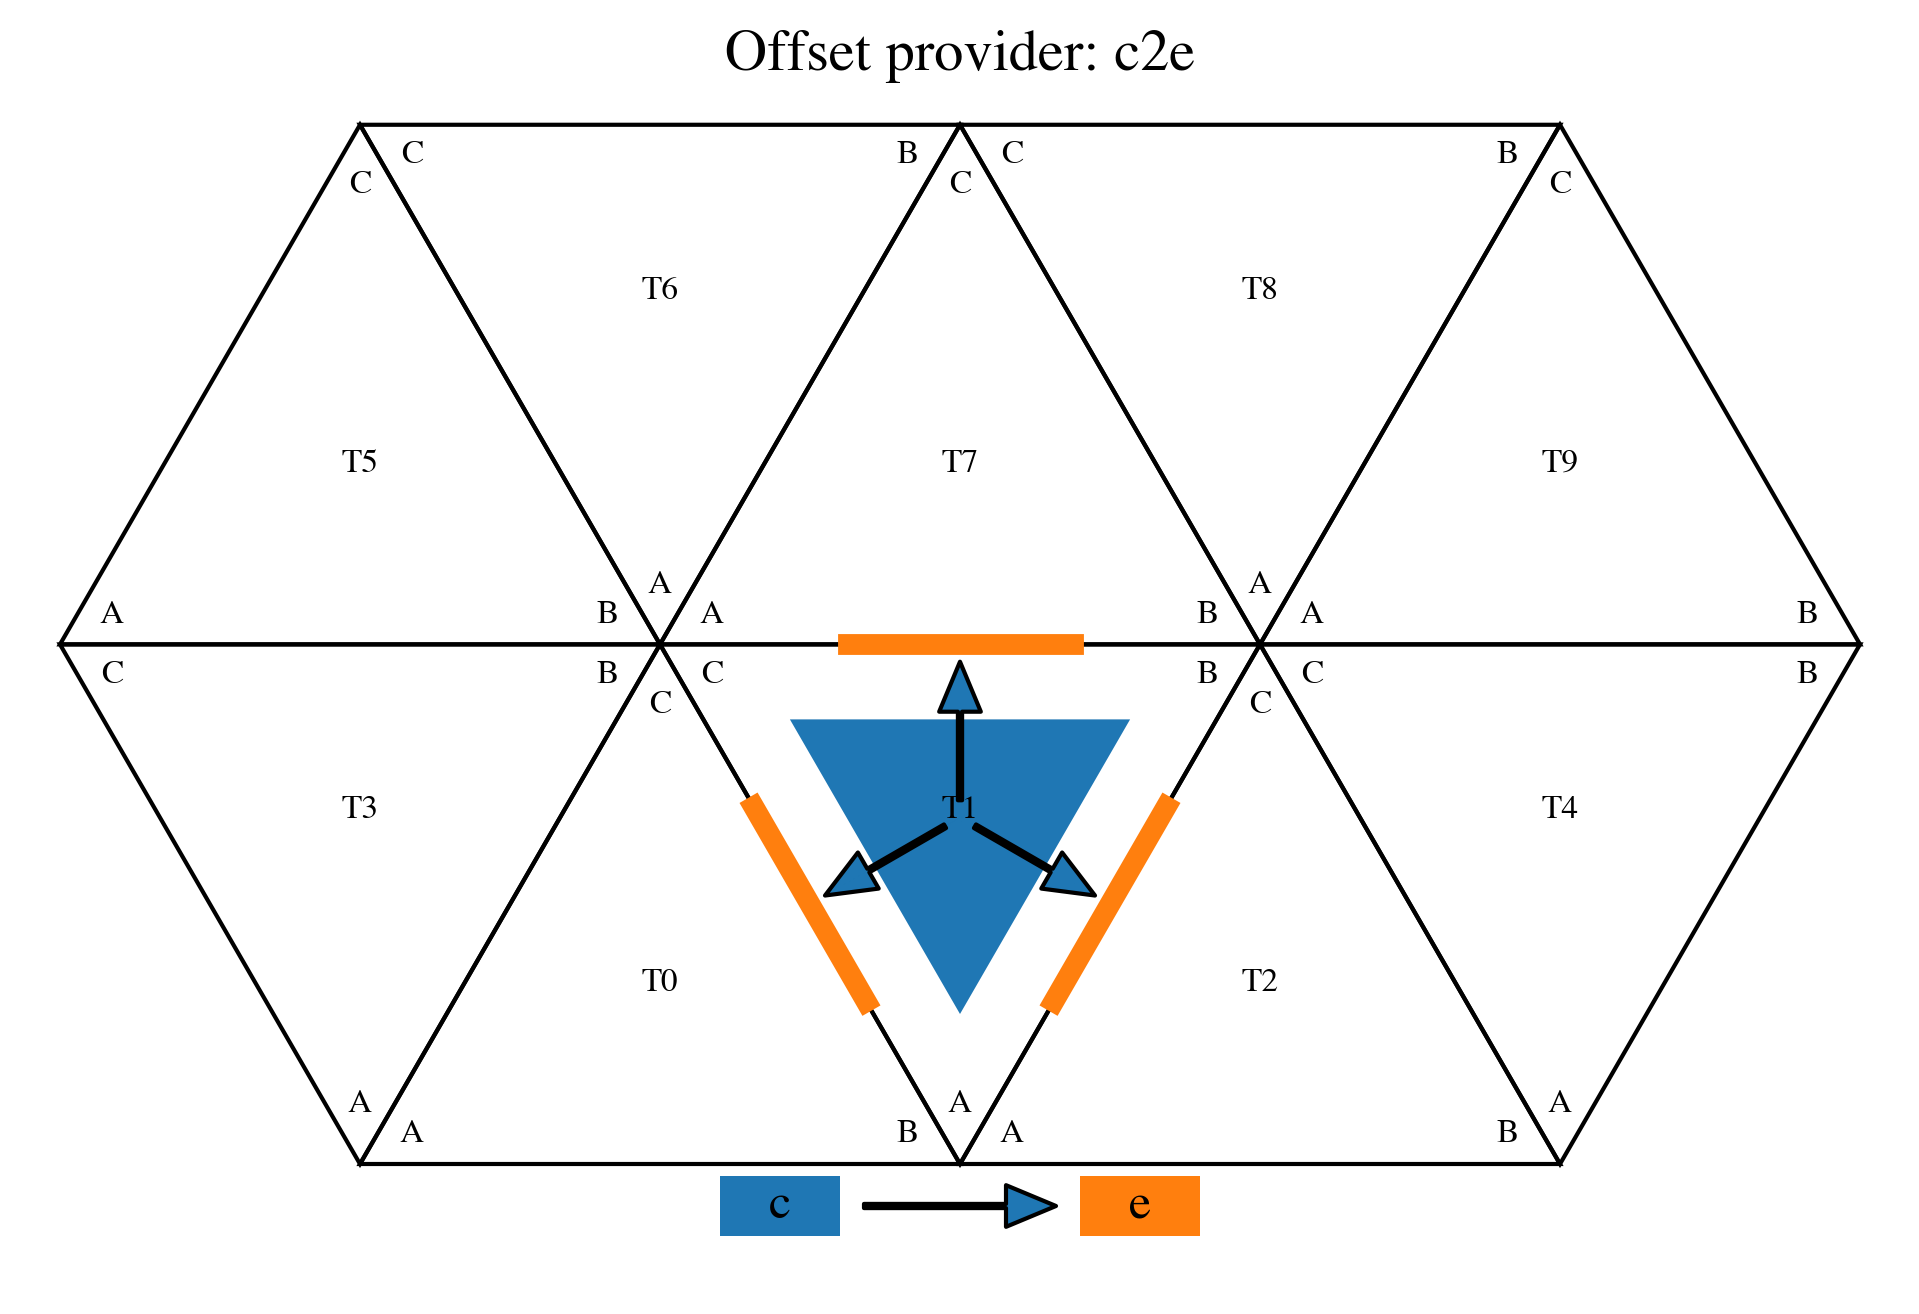 Offset provider: c2e
C B C B
C C C
T6 T8
T5 T7 T9
A A
A B A B A B
C B C B C B
C C
T3 T1 T4
T0 T2
A A A
A B A B
c e